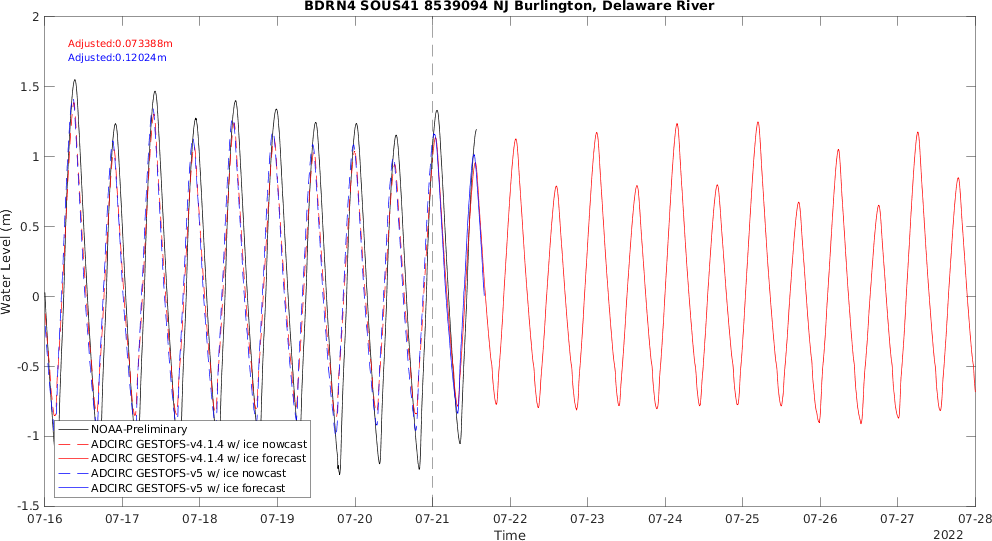 BDRN4 SOUS41 8539094 NJ Burlington, Delaware River
Adjusted:0.073388m
Adjusted:0.12024m
2
1.5
1
0.5
0
-0.5
-1
-1.5
Water Level (m)
NOAA-Preliminary
ADCIRC GESTOFS-v4.1.4 w/ ice nowcast
ADCIRC GESTOFS-v4.1.4 w/ ice forecast
ADCIRC GESTOFS-v5 w/ ice nowcast
ADCIRC GESTOFS-v5 w/ ice forecast
07-16 07-17 07-18 07-19 07-20 07-21 07-22 07-23 07-24 07-25 07-26 07-27 07-28
Time
2022